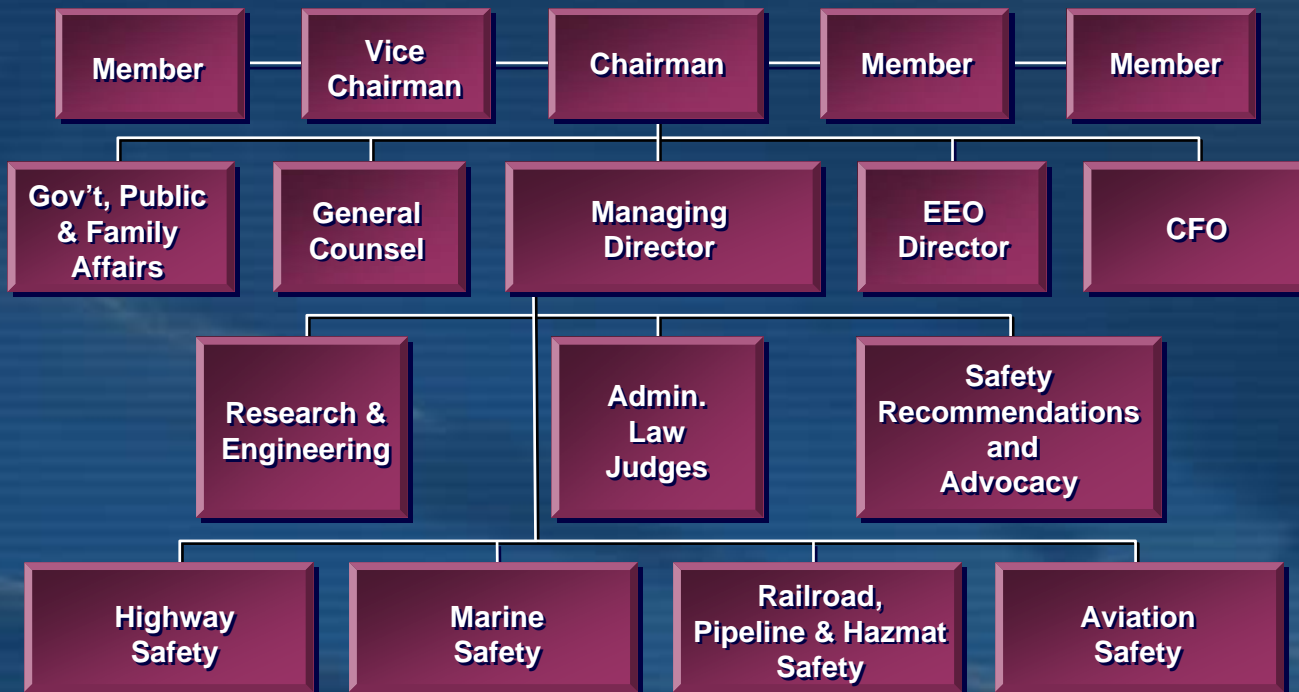 Member
Vice
Chairman
Chairman
Member
Member
Gov’t, Public
& Family
Affairs
General
Counsel
Managing
Director
EEO
Director
CFO
Research &
Engineering
Admin.
Law
Judges
Safety
Recommendations
and
Advocacy
Highway
Safety
Marine
Safety
Railroad,
Pipeline & Hazmat
Safety
Aviation
Safety